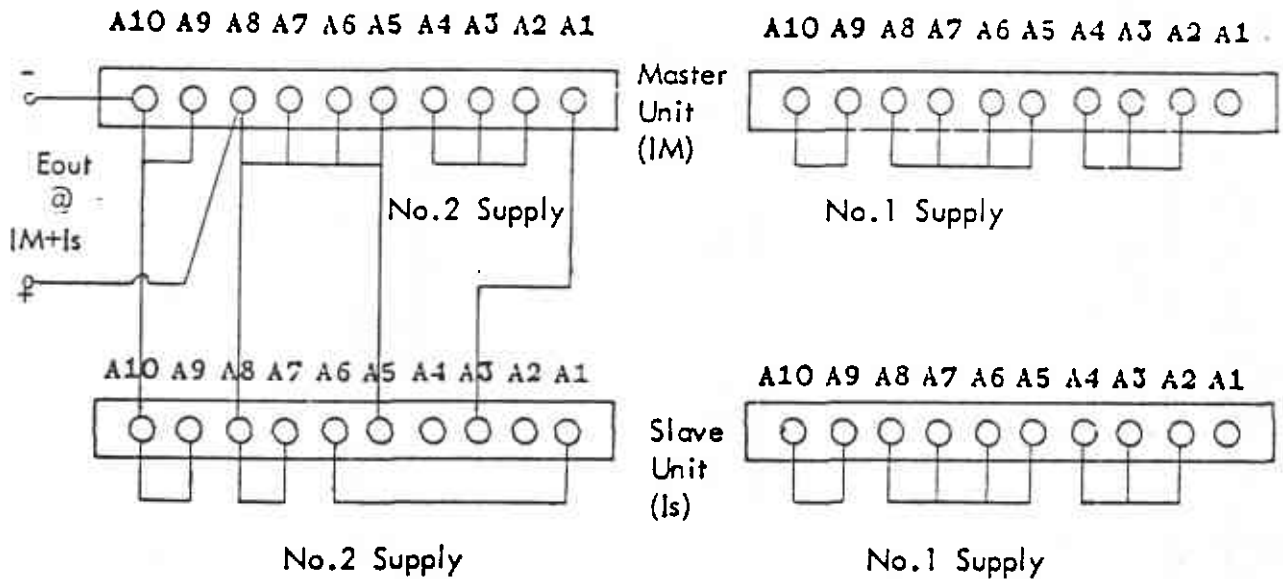 A10 A9 A8 A7 A6 A5 A4 A3 A2 A1
A10 A9 A8 A7 A6 A5 A4 A3 A2 A1
-
Master
Unit
(IM)
Eout
@
IM+Is
+
No.2 Supply
No.1 Supply
A10 A9 A8 A7 A6 A5 A4 A3 A2 A1
A10 A9 A8 A7 A6 A5 A4 A3 A2 A1
Slave
Unit
(Is)
No.2 Supply
No.1 Supply